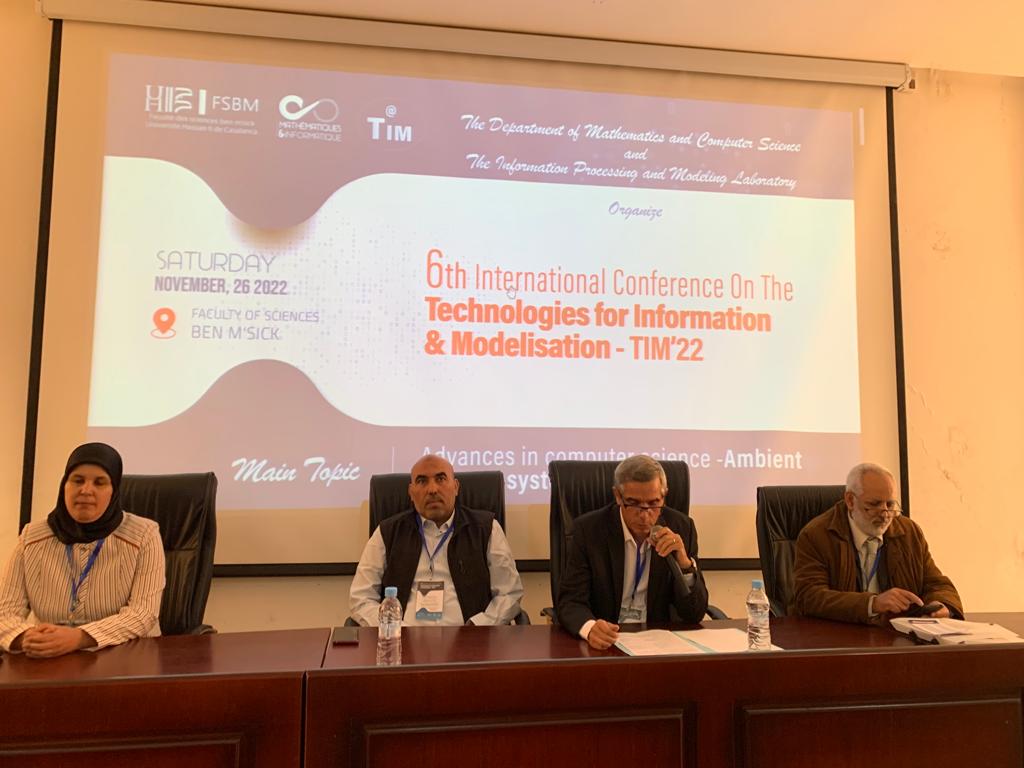 FSBM
Faculté des sciences ben m'sick
Université Hassan II de Casablanca
MATHÉMATIQUES
&INFORMATIQUE
@
TIM
The Department of Mathematics and Computer Science
and
The Information Processing and Modeling Laboratory
Organize
SATURDAY
NOVEMBER, 26 2022
FACULTY OF SCIENCES
BEN M'SICK
6th International Conference On The
Technologies for Information
& Modelisation - TIM'22
Main Topic
Advances in computer science -Ambient